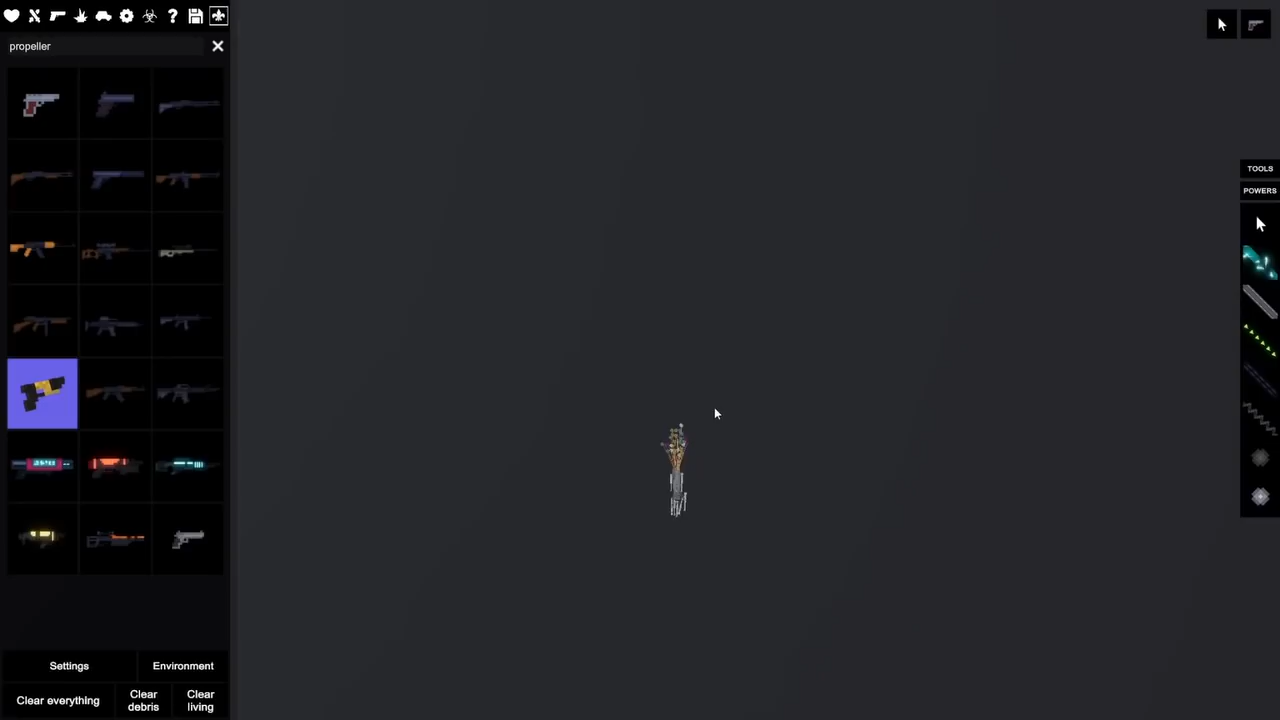 propeller
TOOLS
POWERS
Settings
Environment
Clear everything
Clear
debris
Clear
living